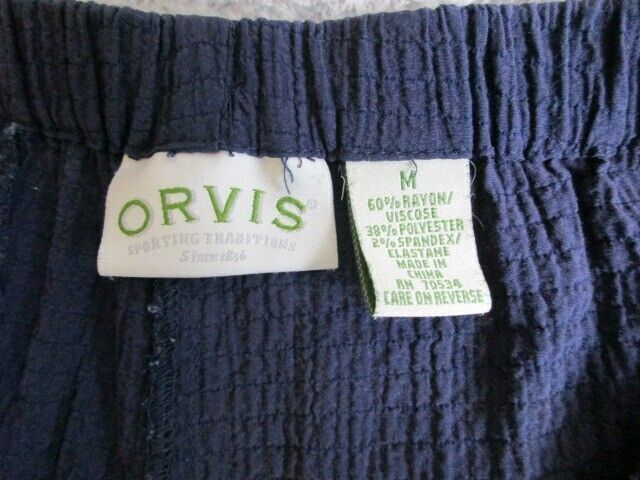 ORVIS®
SPORTING TRADITIONS
Since 1856
M
60% RAYON/
VISCOSE
38% POLYESTER
2% SPANDEX/
ELASTANE
MADE IN
CHINA
RN 70534
CARE ON REVERSE